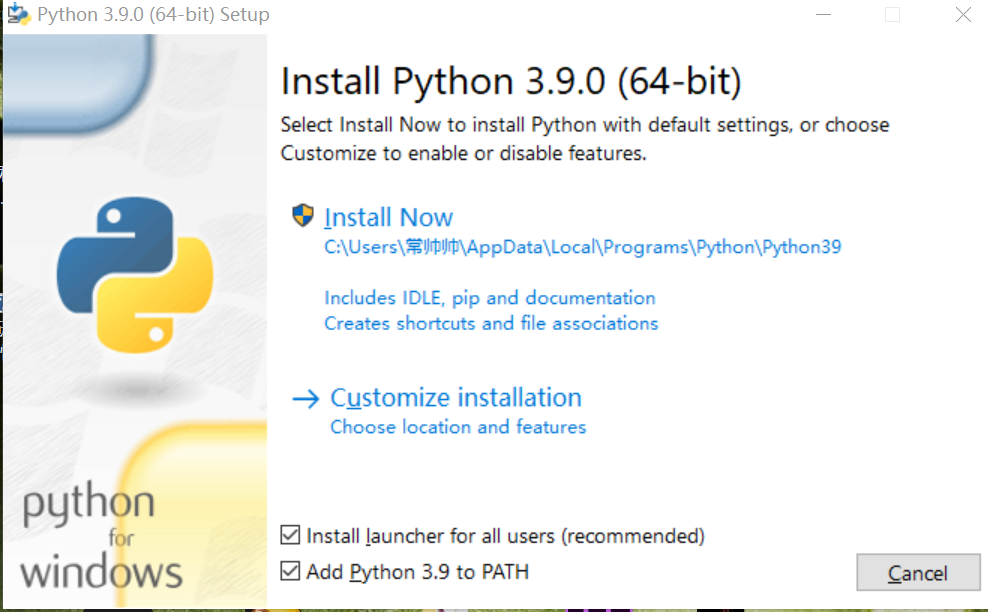 Python 3.9.0 (64-bit) Setup
Install Python 3.9.0 (64-bit)
Select Install Now to install Python with default settings, or choose
Customize to enable or disable features.
Install Now
C:\Users\常帅帅\AppData\Local\Programs\Python\Python39
Includes IDLE, pip and documentation
Creates shortcuts and file associations
Customize installation
Choose location and features
python
for
windows
Install launcher for all users (recommended)
Add Python 3.9 to PATH
Cancel